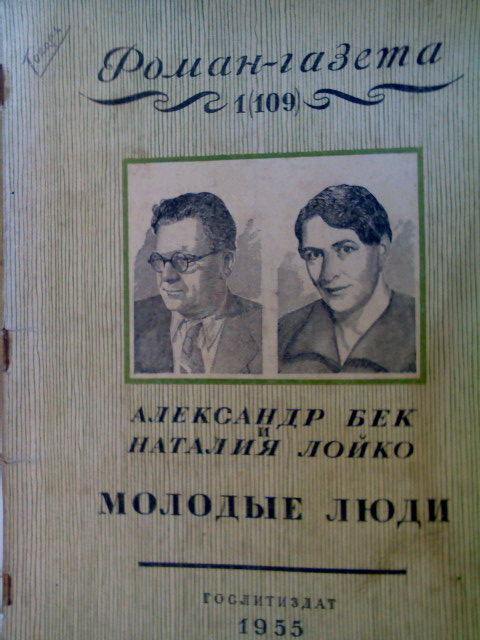 Роман-газета
1(109)
АЛЕКСАНДР БЕК
И
НАТАЛИЯ ЛОЙКО
МОЛОДЫЕ ЛЮДИ
ГОСЛИТИЗДАТ
1955